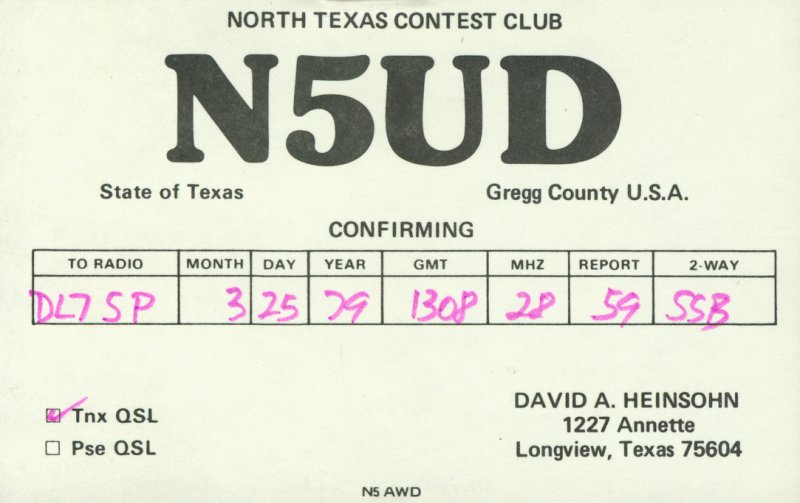 NORTH TEXAS CONTEST CLUB
N5UD
State of Texas Gregg County U.S.A.
CONFIRMING
TO RADIO MONTH DAY YEAR GMT MHZ REPORT 2-WAY
DL7SP 3 25 79 1308 28 59 SSB
Tnx QSL
Pse QSL
DAVID A. HEINSOHN
1227 Annette
Longview, Texas 75604
N5 AWD